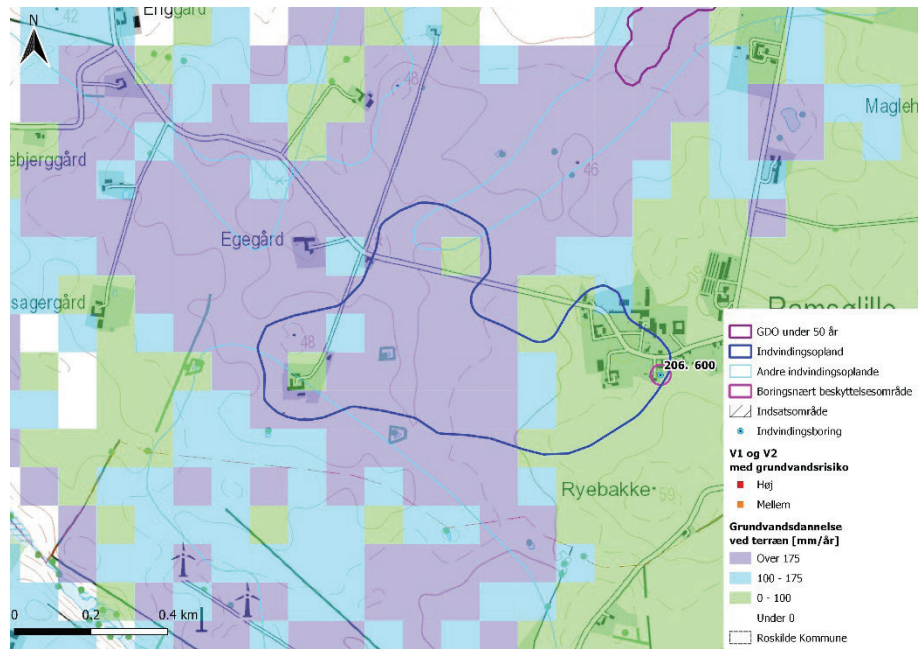 Enggård
N
48
Magleh
ebjerggård
46
Egegård
sagergård
50
Ramsølille
48
206. 600
Ryebakke
59
0
0.2
0.4 km
GDO under 50 år
Indvindingsopland
Andre indvindingsoplande
Boringsnært beskyttelsesområde
Indsatsområde
Indvindingsboring
V1 og V2
med grundvandsrisiko
Høj
Mellem
Grundvandsdannelse
ved terræn [mm/år]
Over 175
100 - 175
0 - 100
Under 0
Roskilde Kommune